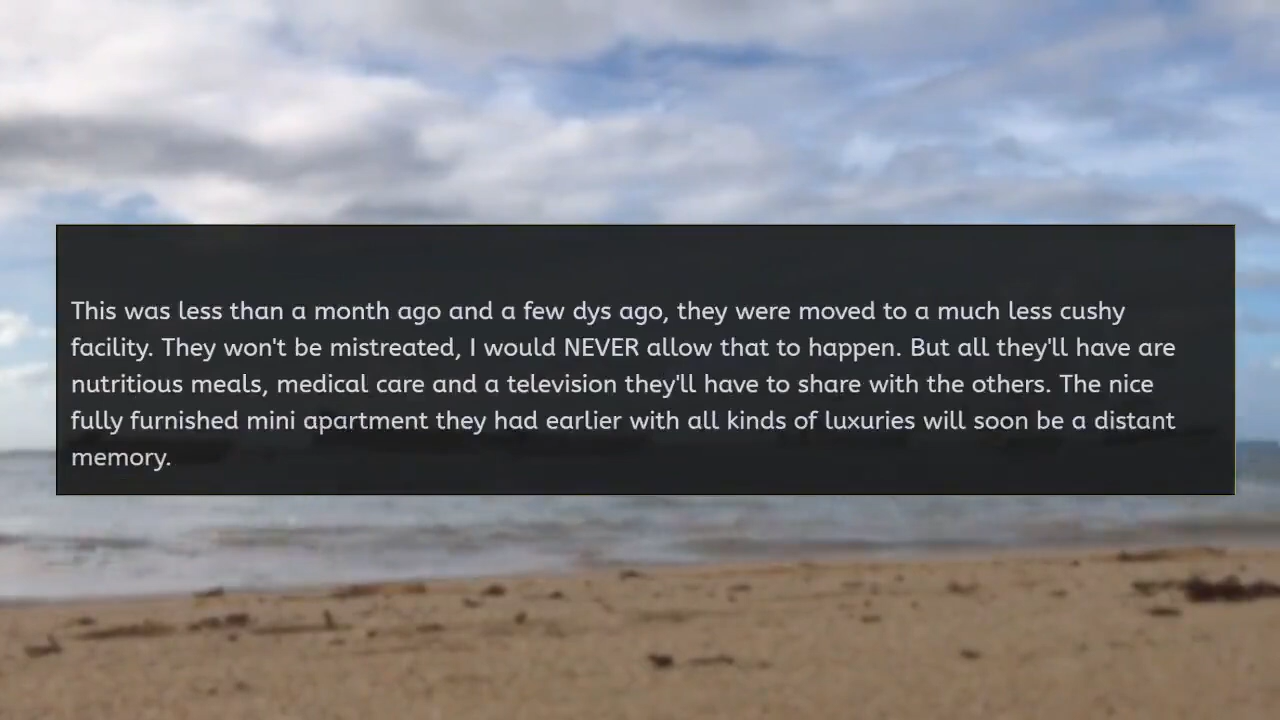 This was less than a month ago and a few dys ago, they were moved to a much less cushy
facility. They won't be mistreated, I would NEVER allow that to happen. But all they'll have are
nutritious meals, medical care and a television they'll have to share with the others. The nice
fully furnished mini apartment they had earlier with all kinds of luxuries will soon be a distant
memory.